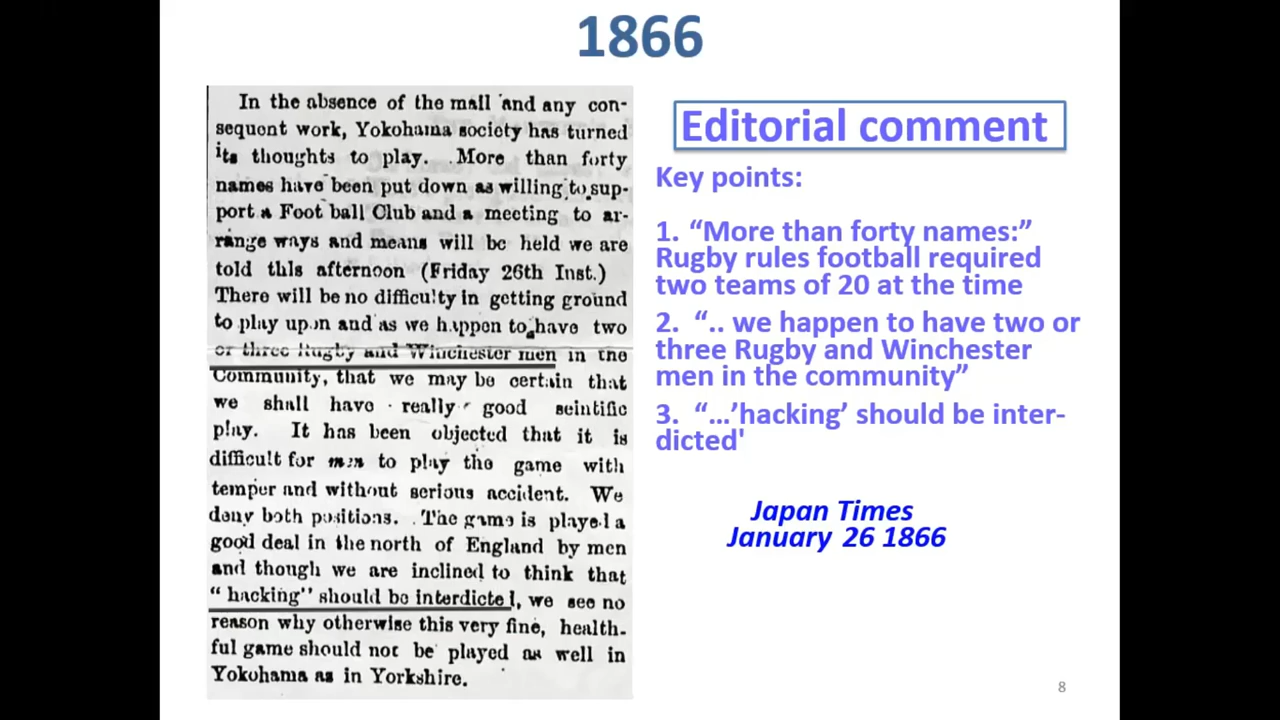 1866
In the absence of the mail and any con-
sequent work, Yokohama society has turned
its thoughts to play. More than forty
names have been put down as willing to sup-
port a Foot ball Club and a meeting to ar-
range ways and means will be held we are
told this afternoon (Friday 26th Inst.)
There will be no difficulty in getting ground
to play upon and as we happen to have two
or three Rugby and Winchester men in the
Community, that we may be certain that
we shall have really good scintific
play. It has been objected that it is
difficult for men to play the game with
temper and without serious accident. We
deny both positions. The game is played a
good deal in the north of England by men
and though we are inclined to think that
“hacking” should be interdicted, we see no
reason why otherwise this very fine, health-
ful game should not be played as well in
Yokohama as in Yorkshire.
Editorial comment
Key points:
1. “More than forty names:”
Rugby rules football required
two teams of 20 at the time
2. “.. we happen to have two or
three Rugby and Winchester
men in the community”
3. “…’hacking’ should be inter-
dicted'
Japan Times
January 26 1866
8